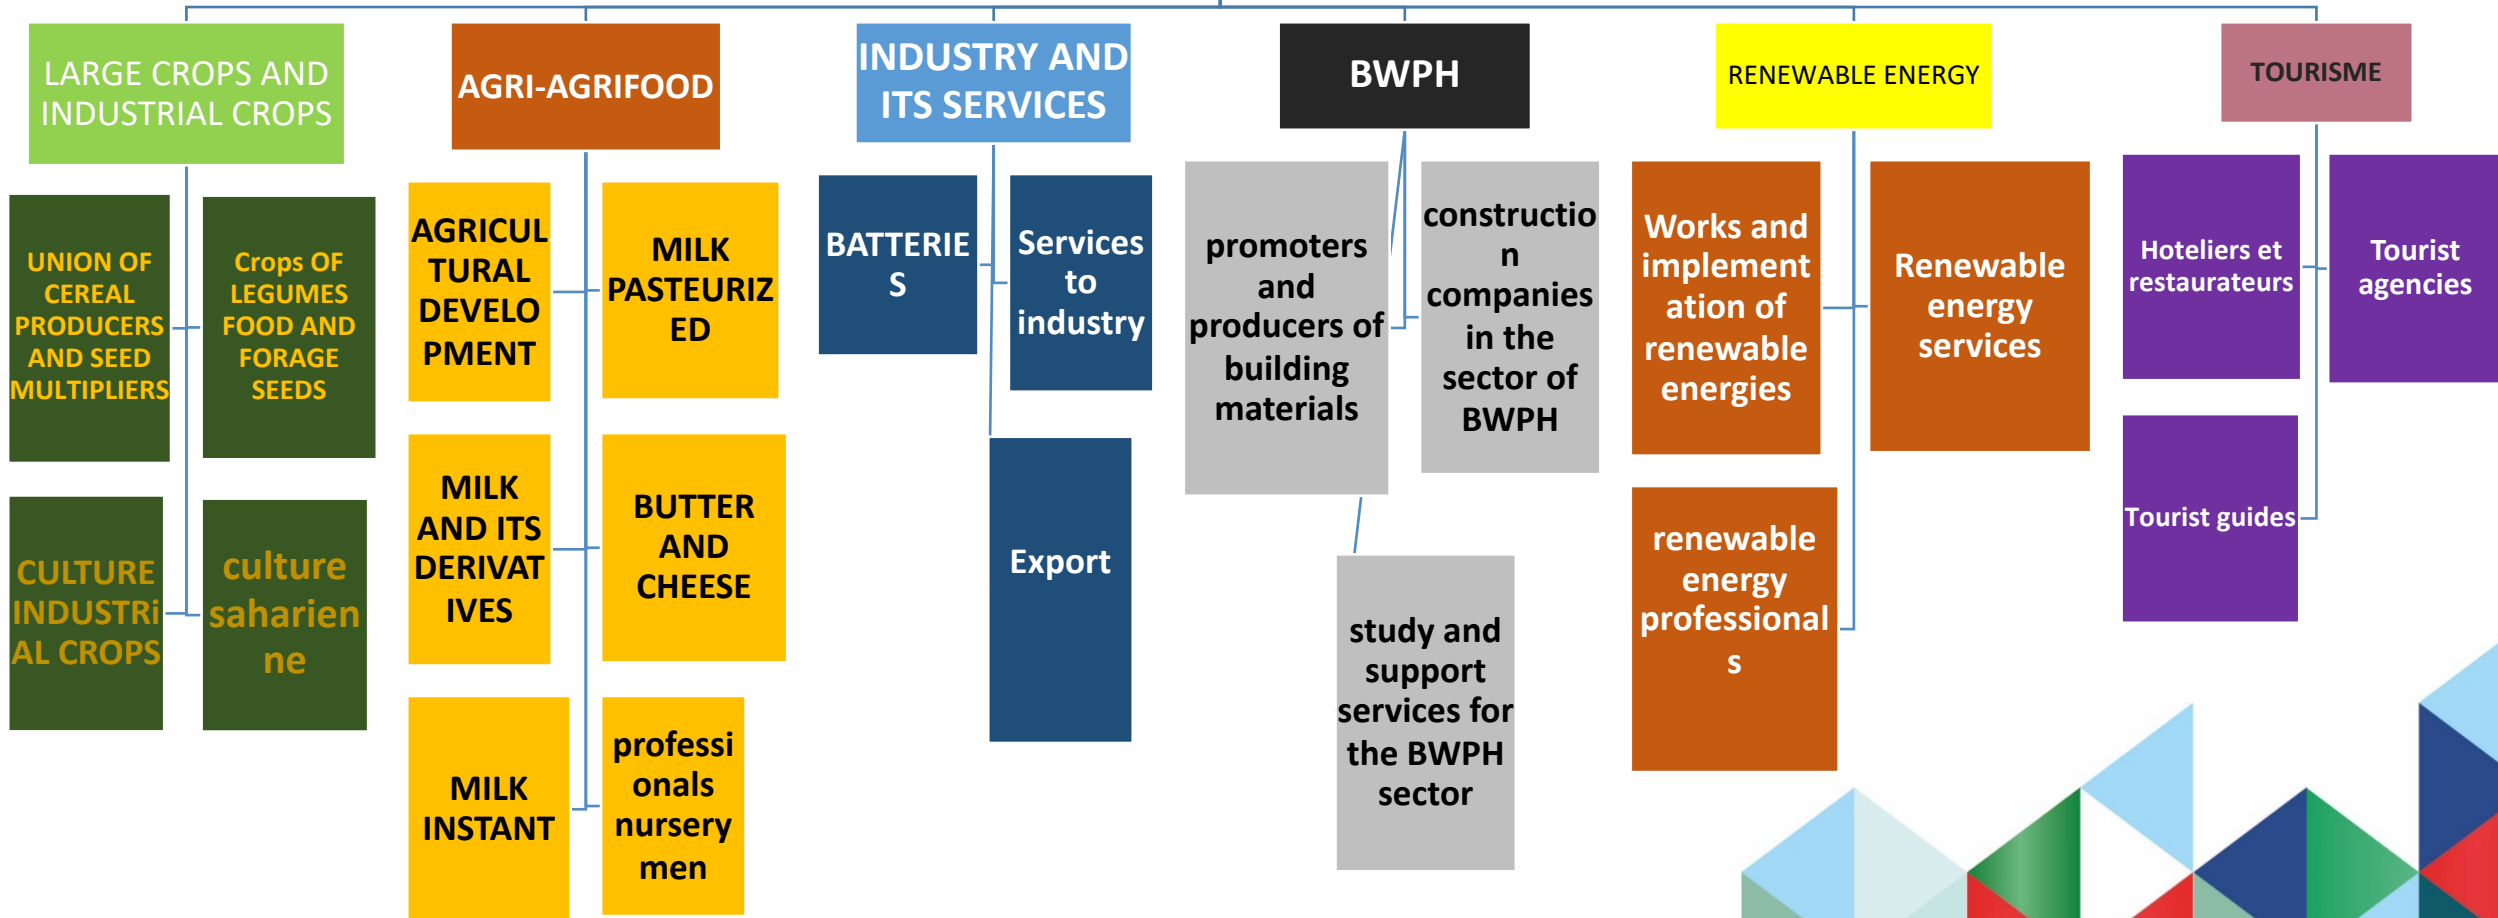 LARGE CROPS AND
INDUSTRIAL CROPS
UNION OF
CEREAL
PRODUCERS
AND SEED
MULTIPLIERS
Crops OF
LEGUMES
FOOD AND
FORAGE
SEEDS
CULTURE
INDUSTRi
AL CROPS
culture
saharien
ne
AGRI-AGRIFOOD
AGRICUL
TURAL
DEVELO
PMENT
MILK
PASTEURIZ
ED
MILK
AND ITS
DERIVAT
IVES
BUTTER
AND
CHEESE
MILK
INSTANT
professi
onals
nursery
men
INDUSTRY AND
ITS SERVICES
BATTERIE
S
Services
to
industry
Export
BWPH
promoters
and
producers of
building
materials
constructio
n
companies
in the
sector of
BWPH
study and
support
services for
the BWPH
sector
RENEWABLE ENERGY
Works and
implement
ation of
renewable
energies
Renewable
energy
services
renewable
energy
professional
s
TOURISME
Hoteliers et
restaurateurs
Tourist
agencies
Tourist guides